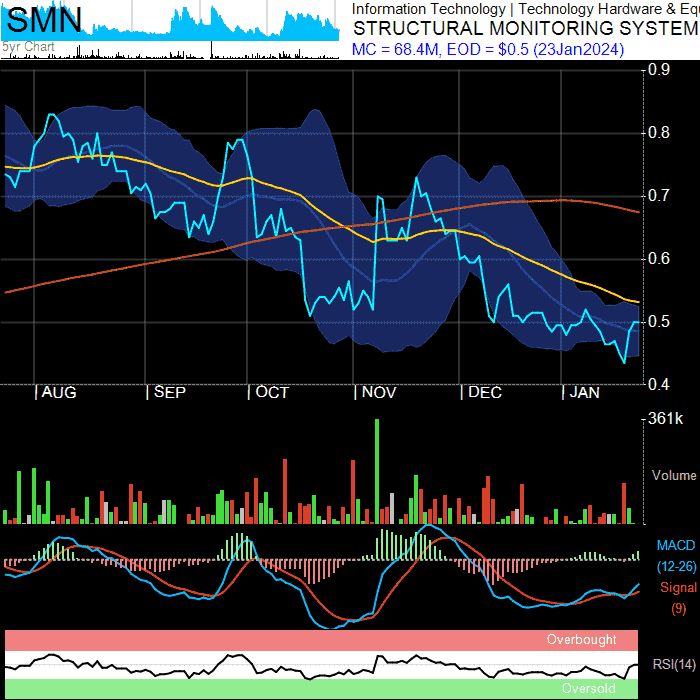 SMN
5yr Chart
Information Technology | Technology Hardware & Eq
STRUCTURAL MONITORING SYSTEM
MC = 68.4M, EOD = $0.5 (23Jan2024)
0.9
0.8
0.7
0.6
0.5
0.4
| AUG | SEP | OCT | NOV | DEC | JAN
361k
Volume
MACD
(12-26)
Signal
(9)
Overbought
RSI(14)
Oversold